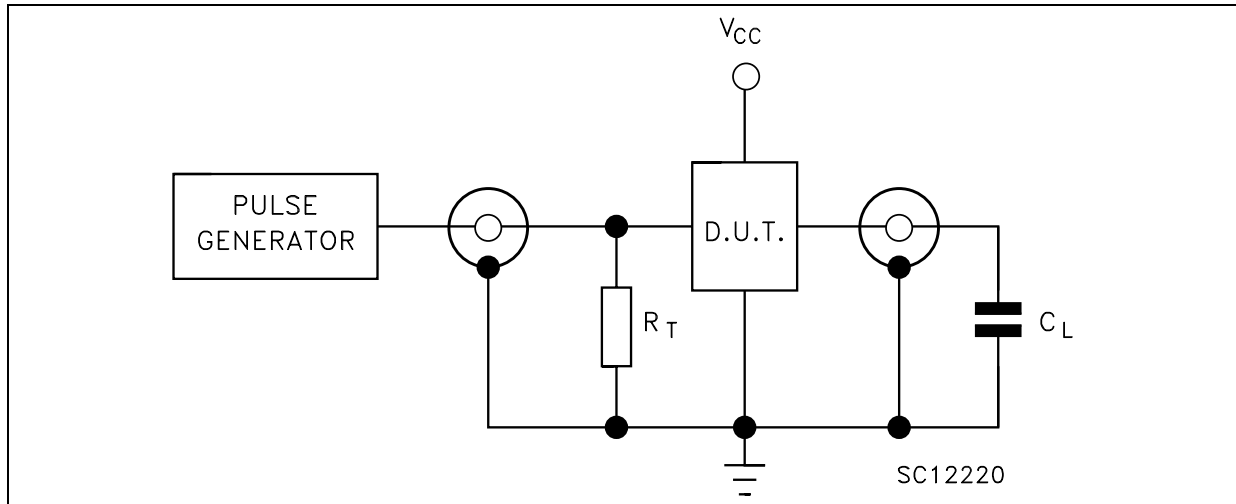 VCC
PULSE
GENERATOR
D.U.T.
RT
CL
SC12220